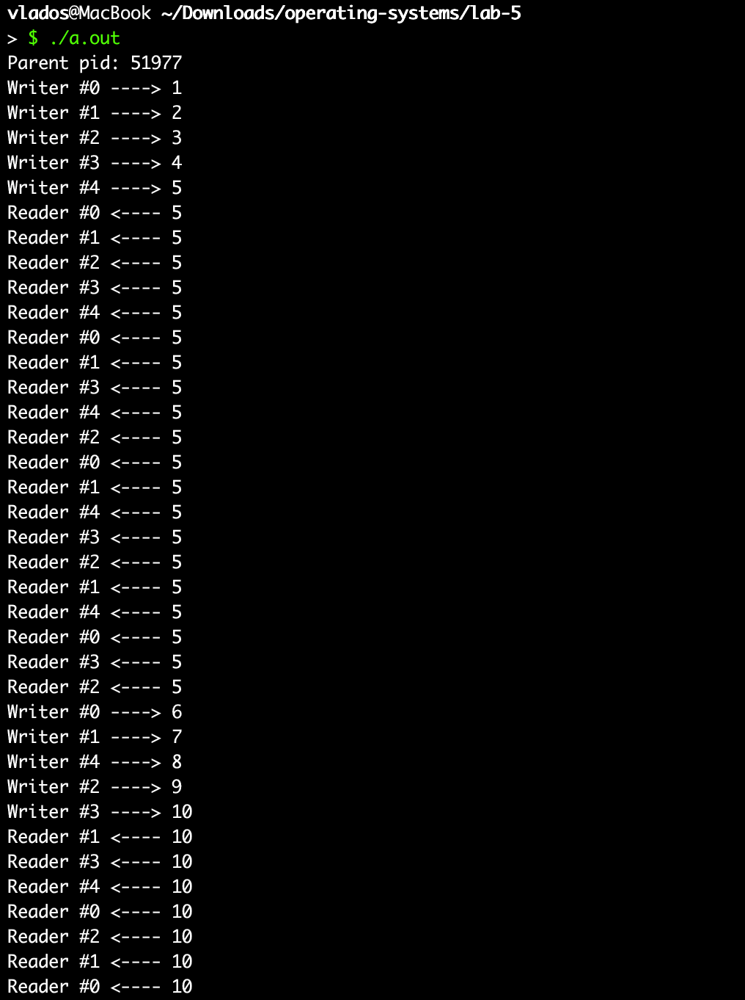 vlados@MacBook ~/Downloads/operating-systems/lab-5
> $ ./a.out
Parent pid: 51977
Writer #0 ----> 1
Writer #1 ----> 2
Writer #2 ----> 3
Writer #3 ----> 4
Writer #4 ----> 5
Reader #0 <---- 5
Reader #1 <---- 5
Reader #2 <---- 5
Reader #3 <---- 5
Reader #4 <---- 5
Reader #0 <---- 5
Reader #1 <---- 5
Reader #3 <---- 5
Reader #4 <---- 5
Reader #2 <---- 5
Reader #0 <---- 5
Reader #1 <---- 5
Reader #4 <---- 5
Reader #3 <---- 5
Reader #2 <---- 5
Reader #1 <---- 5
Reader #4 <---- 5
Reader #0 <---- 5
Reader #3 <---- 5
Reader #2 <---- 5
Writer #0 ----> 6
Writer #1 ----> 7
Writer #4 ----> 8
Writer #2 ----> 9
Writer #3 ----> 10
Reader #1 <---- 10
Reader #3 <---- 10
Reader #4 <---- 10
Reader #0 <---- 10
Reader #2 <---- 10
Reader #1 <---- 10
Reader #0 <---- 10